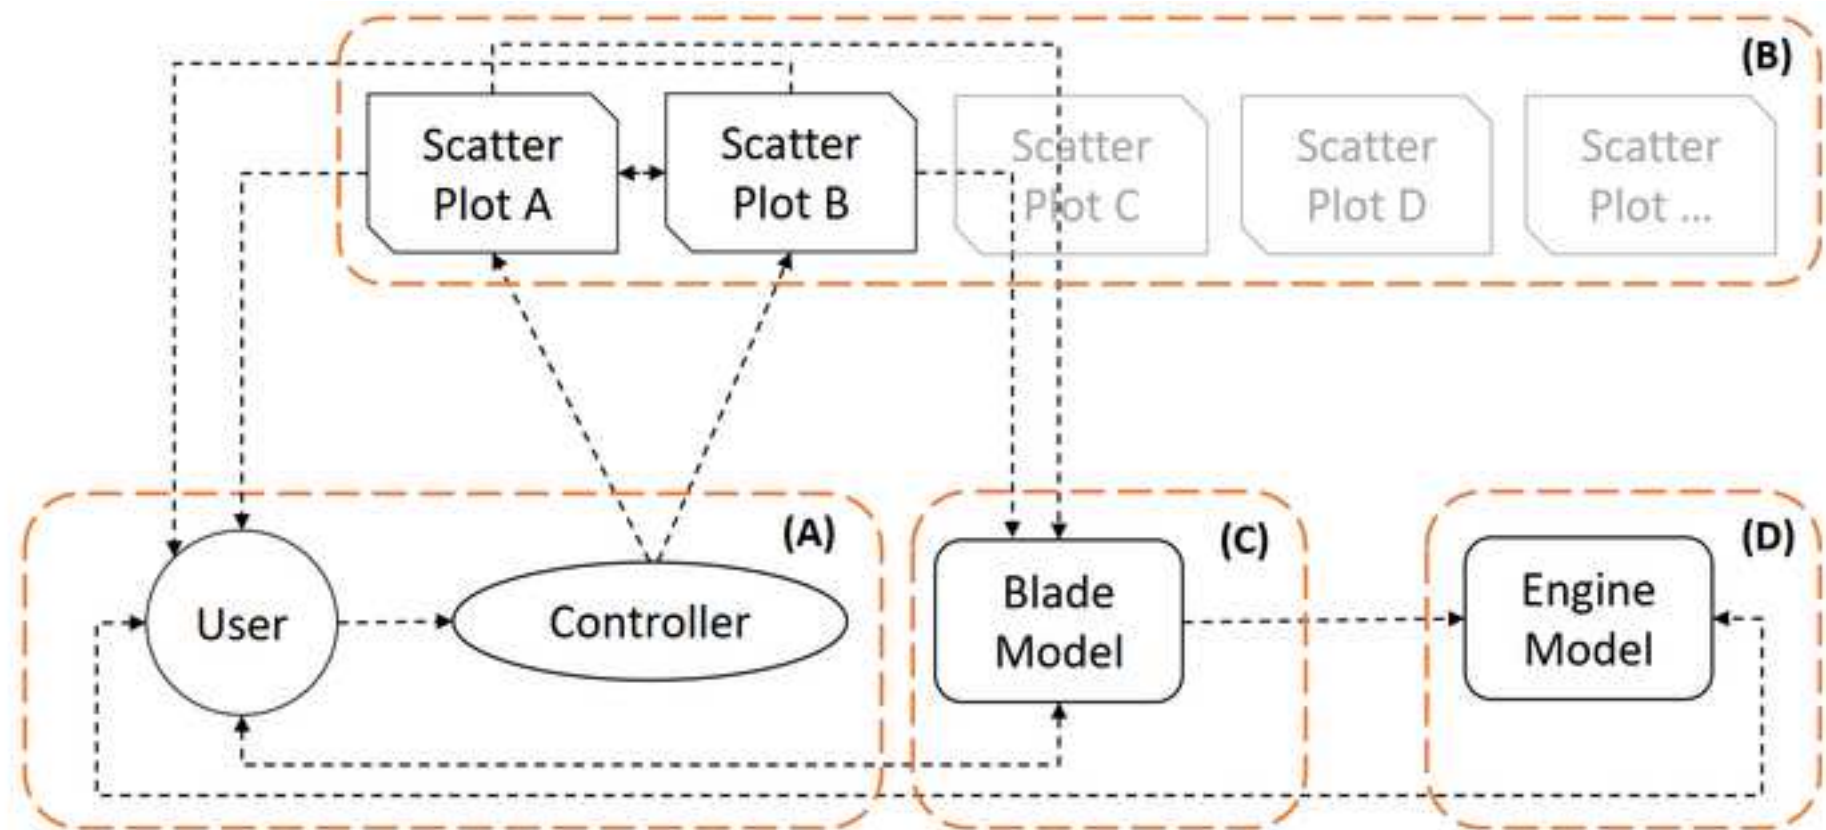 (B)
Scatter
Plot A
Scatter
Plot B
Scatter
Plot C
Scatter
Plot D
Scatter
Plot ...
(A)
User
Controller
(C)
Blade
Model
(D)
Engine
Model